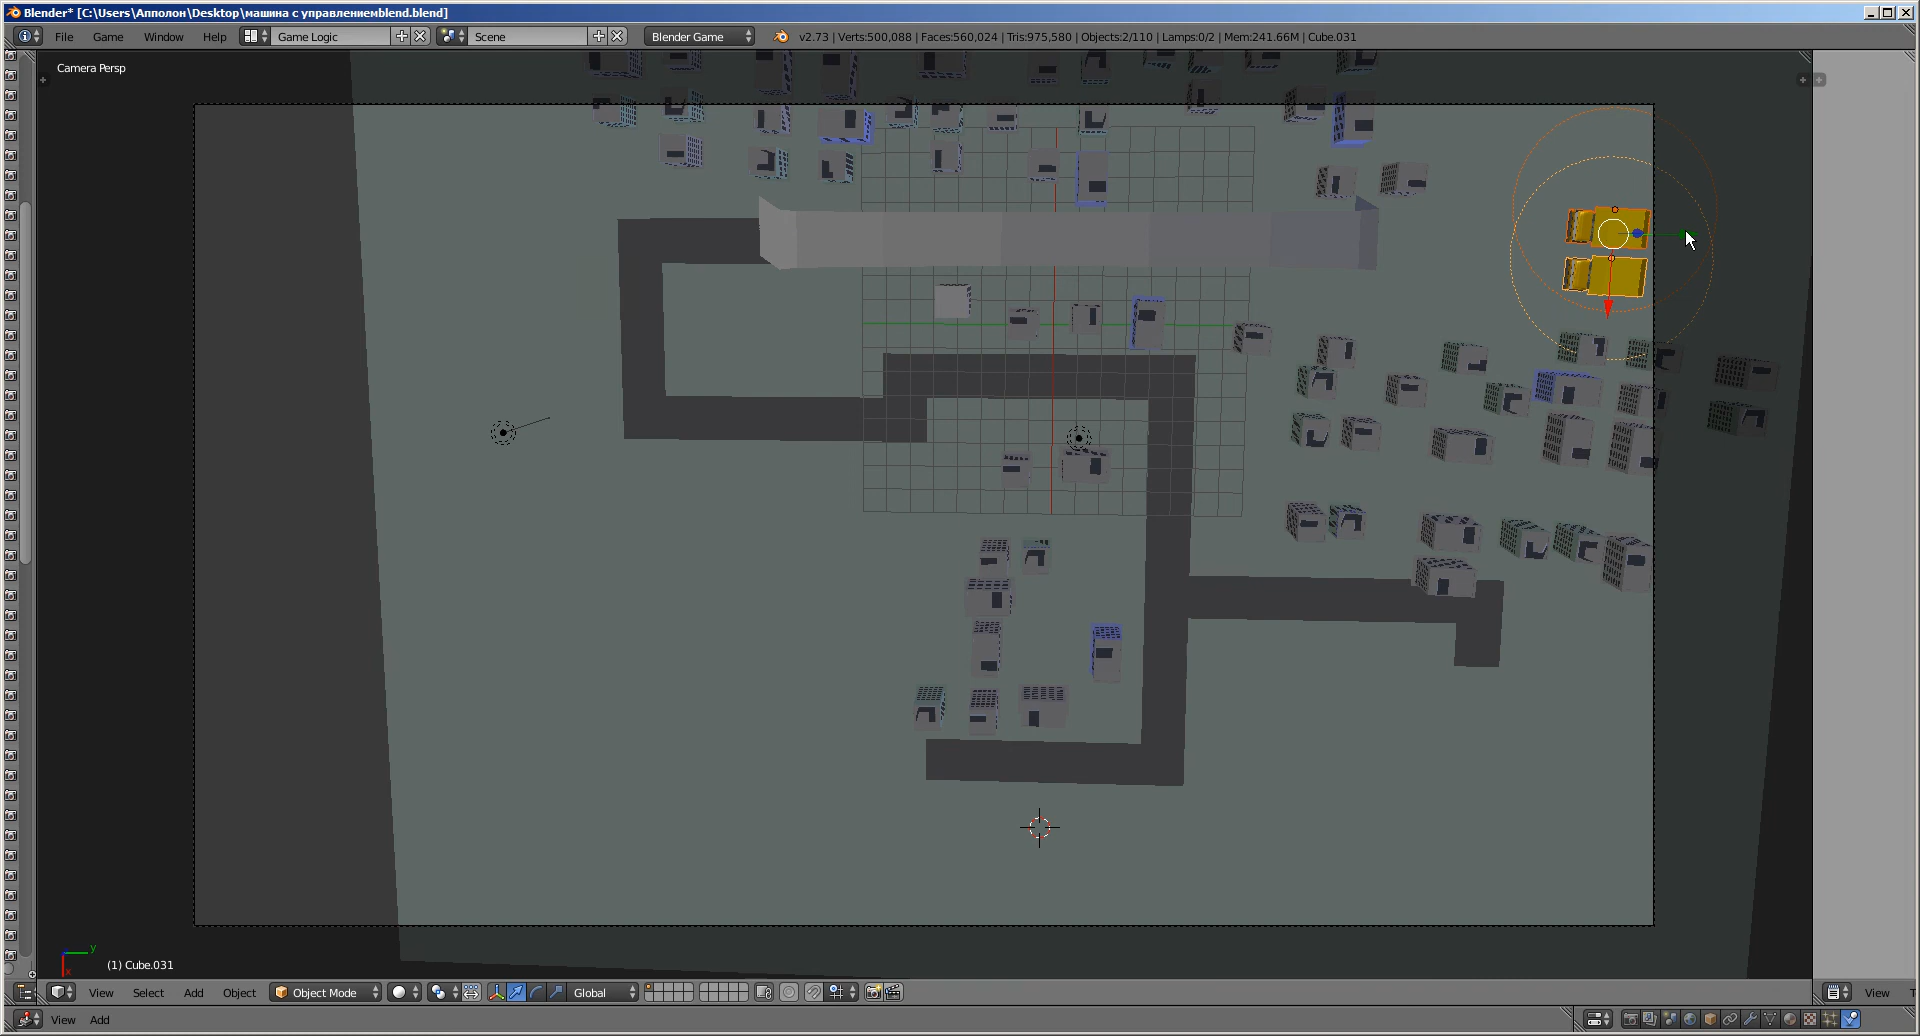 Blender* [C:\Users\Апполон\Desktop\машина с управлениемblend.blend]
File Game Window Help Game Logic Scene Blender Game v2.73 | Verts:500,088 | Faces:560,024 | Tris:975,580 | Objects:2/110 | Lamps:0/2 | Mem:241.66M | Cube.031
Camera Persp
y
x
(1) Cube.031
View Select Add Object Object Mode Global View
View Add